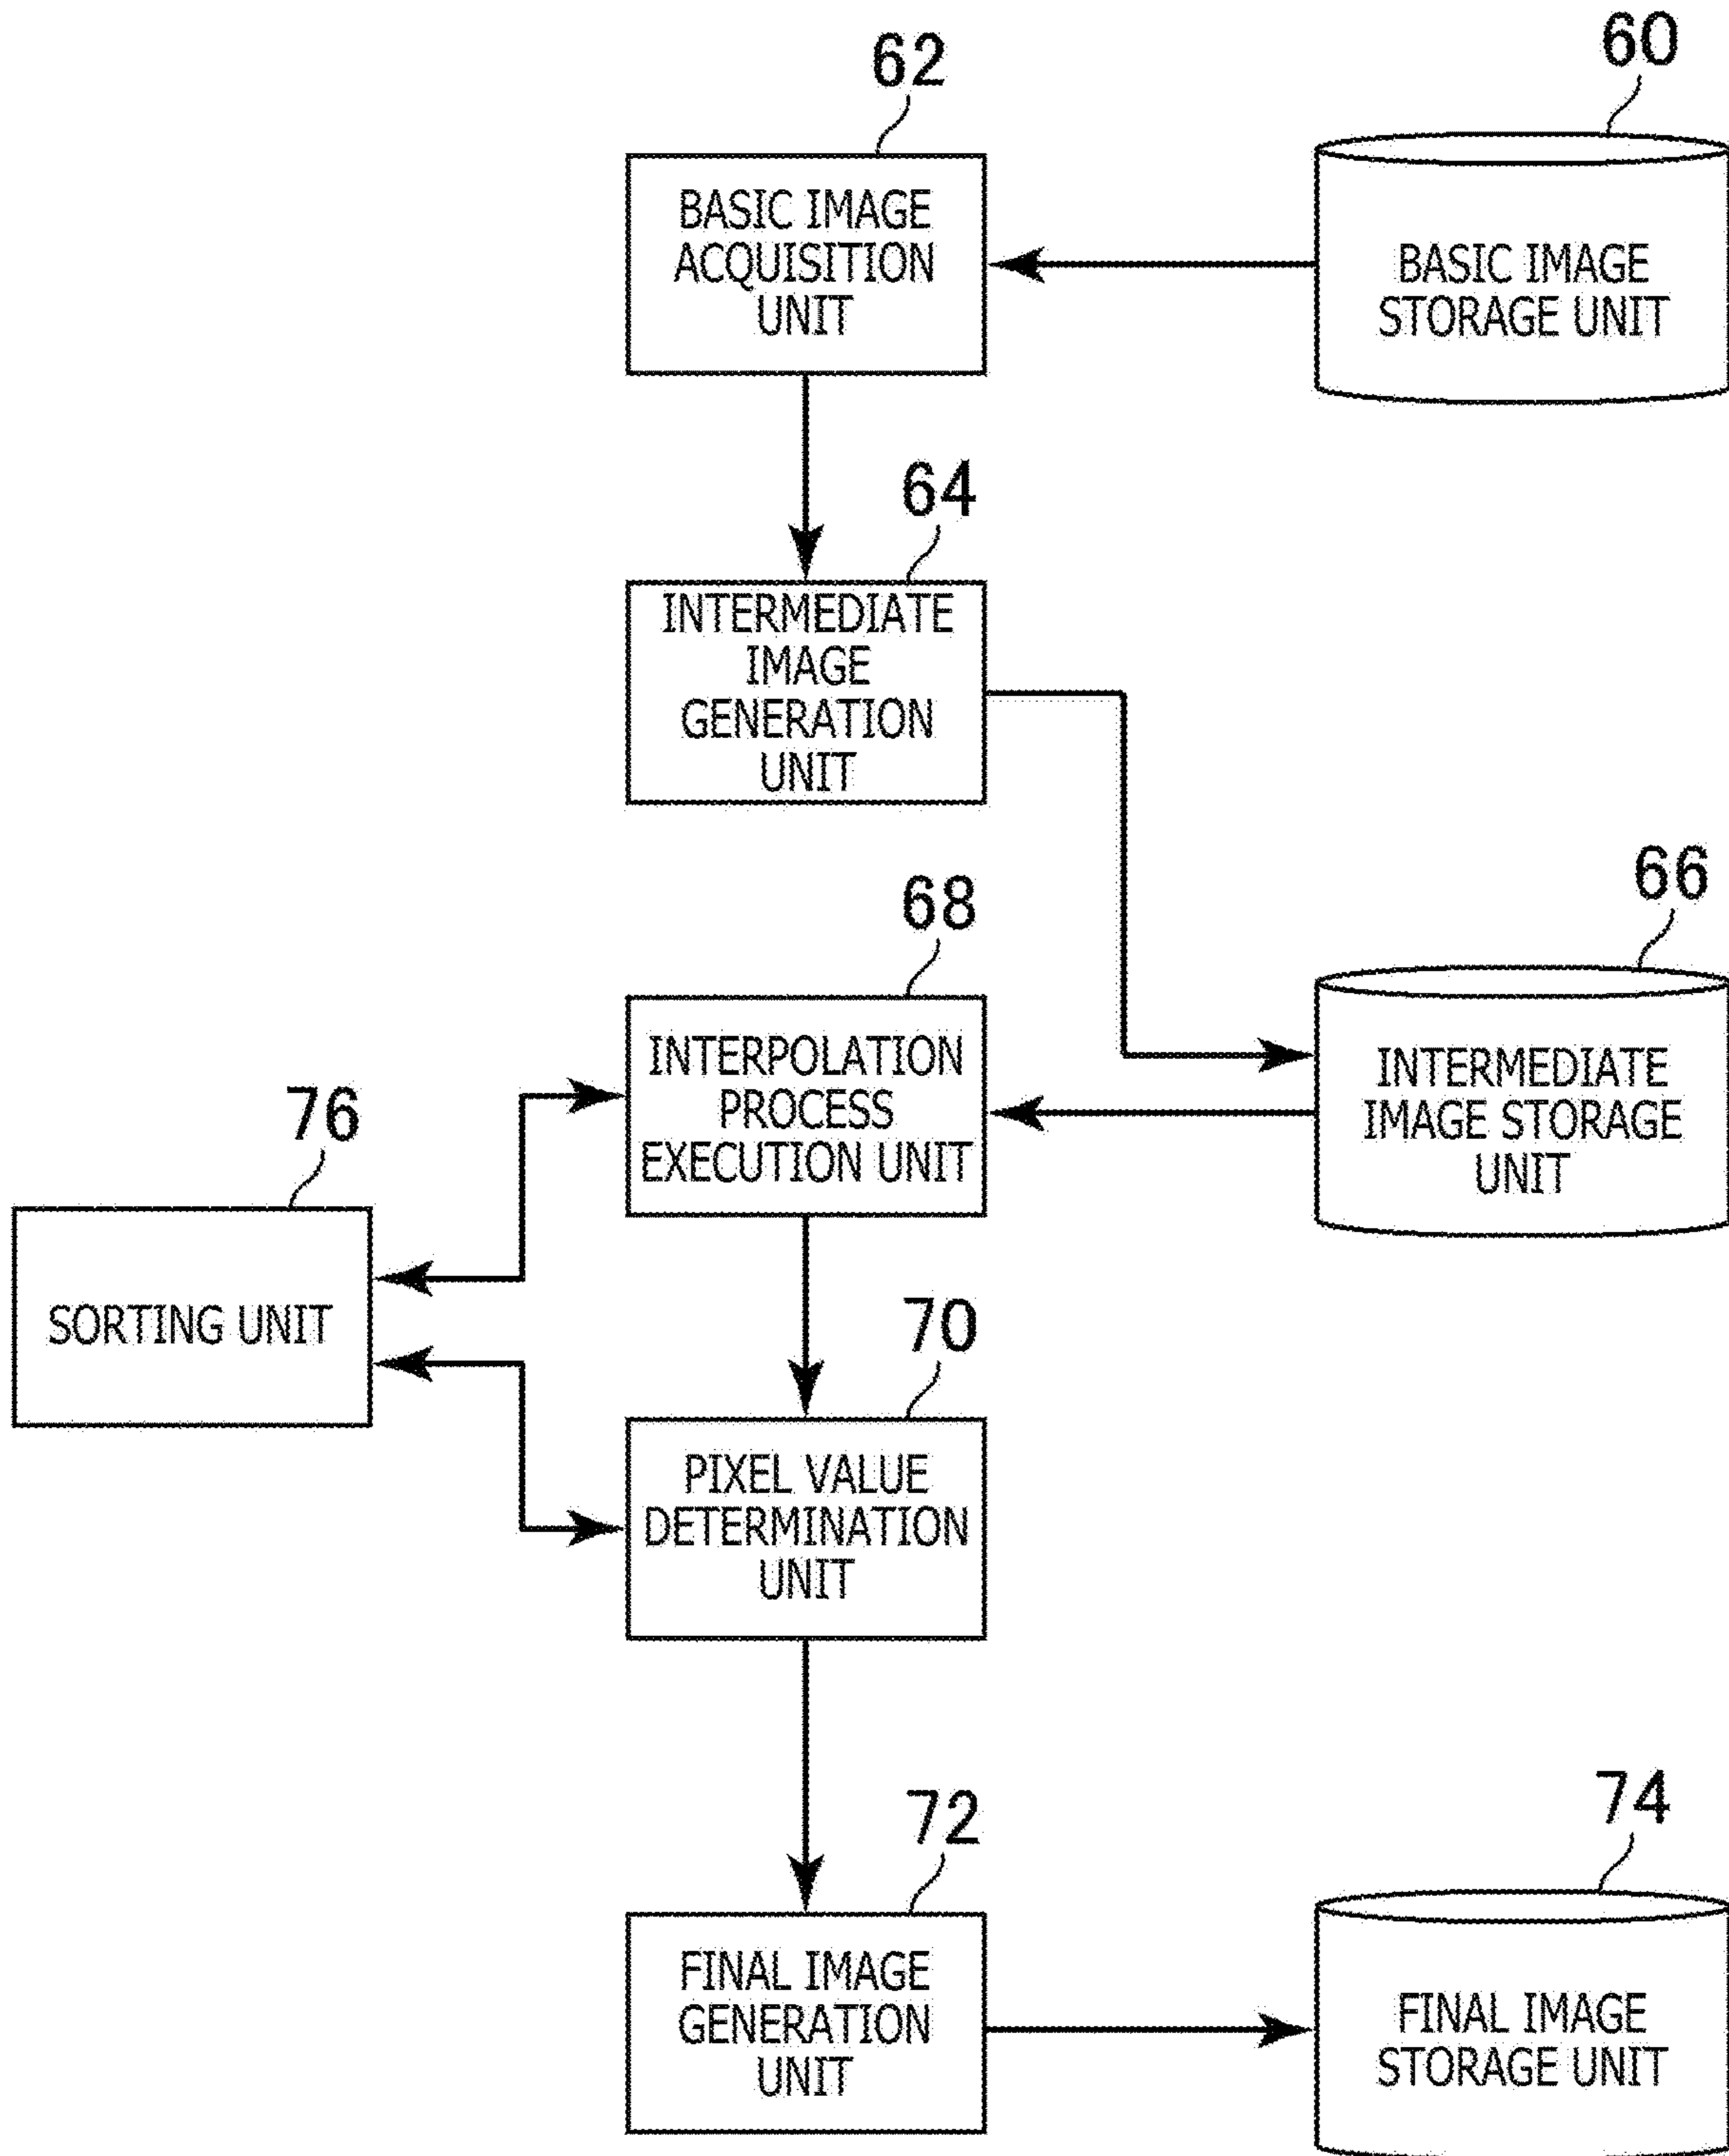 62
BASIC IMAGE
ACQUISITION
UNIT
60
BASIC IMAGE
STORAGE UNIT
64
INTERMEDIATE
IMAGE
GENERATION
UNIT
66
INTERMEDIATE
IMAGE STORAGE
UNIT
68
INTERPOLATION
PROCESS
EXECUTION UNIT
76
SORTING UNIT
70
PIXEL VALUE
DETERMINATION
UNIT
72
FINAL IMAGE
GENERATION
UNIT
74
FINAL IMAGE
STORAGE UNIT